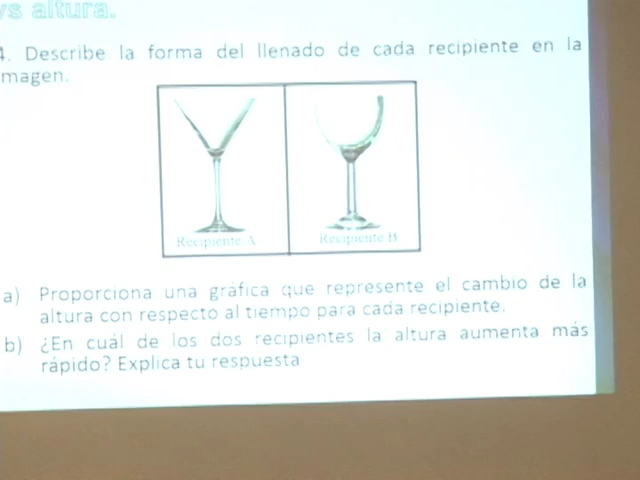 vs altura.
4. Describe la forma del llenado de cada recipiente en la
imagen.
Recipiente A
Recipiente B
a) Proporciona una gráfica que represente el cambio de la
altura con respecto al tiempo para cada recipiente.
b) ¿En cuál de los dos recipientes la altura aumenta más
rápido? Explica tu respuesta